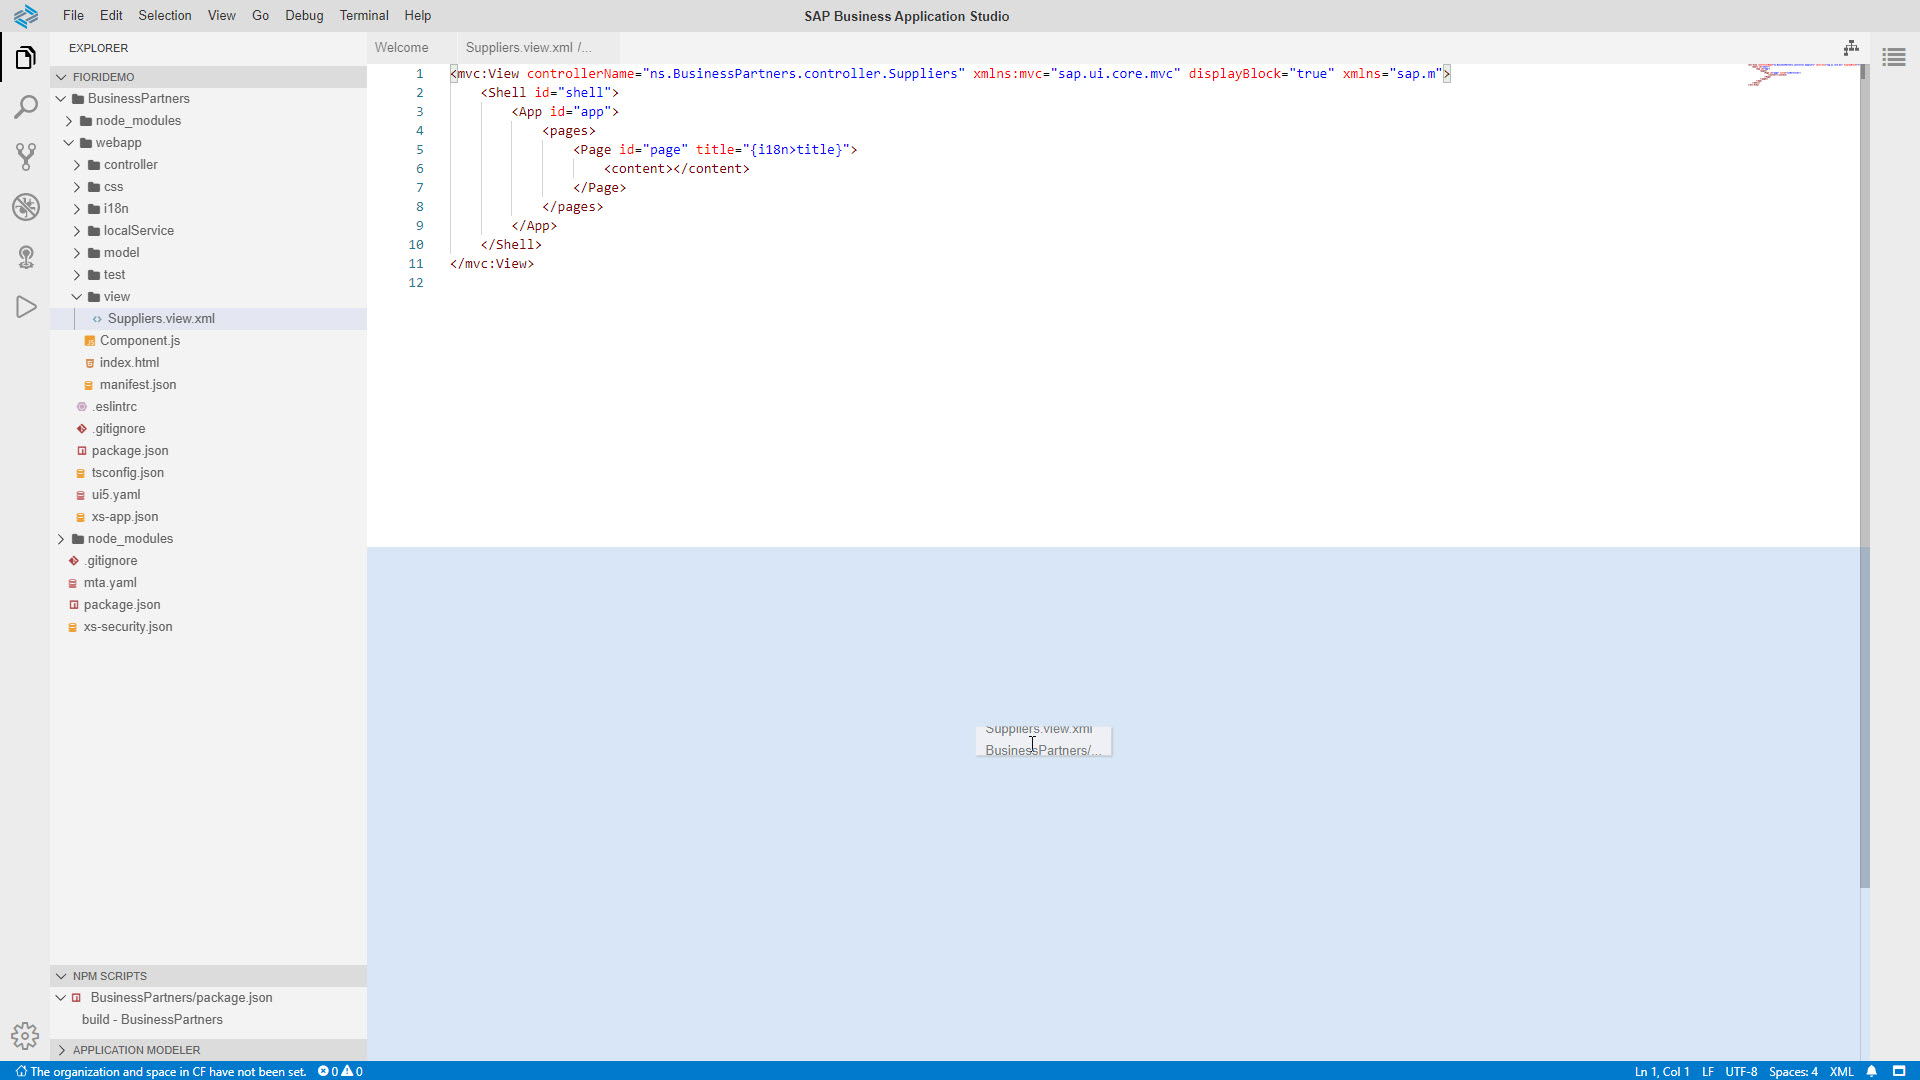 File Edit Selection View Go Debug Terminal Help
SAP Business Application Studio
EXPLORER
Welcome
Suppliers.view.xml /...
FIORIDEMO
BusinessPartners
node_modules
webapp
controller
css
i18n
localService
model
test
view
Suppliers.view.xml
Component.js
index.html
manifest.json
.eslintrc
.gitignore
package.json
tsconfig.json
ui5.yaml
xs-app.json
node_modules
.gitignore
mta.yaml
package.json
xs-security.json
NPM SCRIPTS
BusinessPartners/package.json
build - BusinessPartners
APPLICATION MODELER
1 <mvc:View controllerName="ns.BusinessPartners.controller.Suppliers" xmlns:mvc="sap.ui.core.mvc" displayBlock="true" xmlns="sap.m">
2 <Shell id="shell">
3 <App id="app">
4 <pages>
5 <Page id="page" title="{i18n>title}">
6 <content></content>
7 </Page>
8 </pages>
9 </App>
10 </Shell>
11 </mvc:View>
12
Suppliers.view.xml
BusinessPartners/...
The organization and space in CF have not been set. 0 0
Ln 1, Col 1 LF UTF-8 Spaces: 4 XML